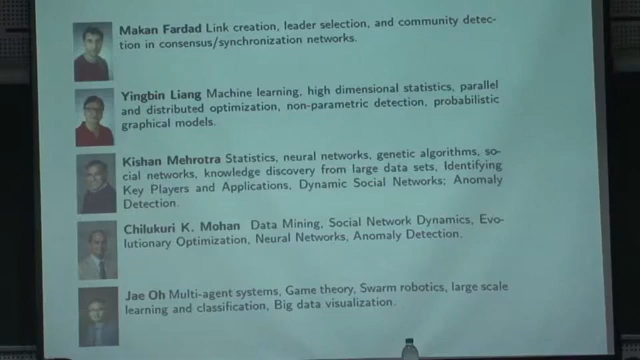 Makan Fardad Link creation, leader selection, and community detec-
tion in consensus/synchronization networks.
Yingbin Liang Machine learning, high dimensional statistics, parallel
and distributed optimization, non-parametric detection, probabilistic
graphical models.
Kishan Mehrotra Statistics, neural networks, genetic algorithms, so-
cial networks, knowledge discovery from large data sets, Identifying
Key Players and Applications, Dynamic Social Networks; Anomaly
Detection.
Chilukuri K. Mohan Data Mining, Social Network Dynamics, Evo-
lutionary Optimization, Neural Networks, Anomaly Detection.
Jae Oh Multi-agent systems, Game theory, Swarm robotics, large scale
learning and classification, Big data visualization.